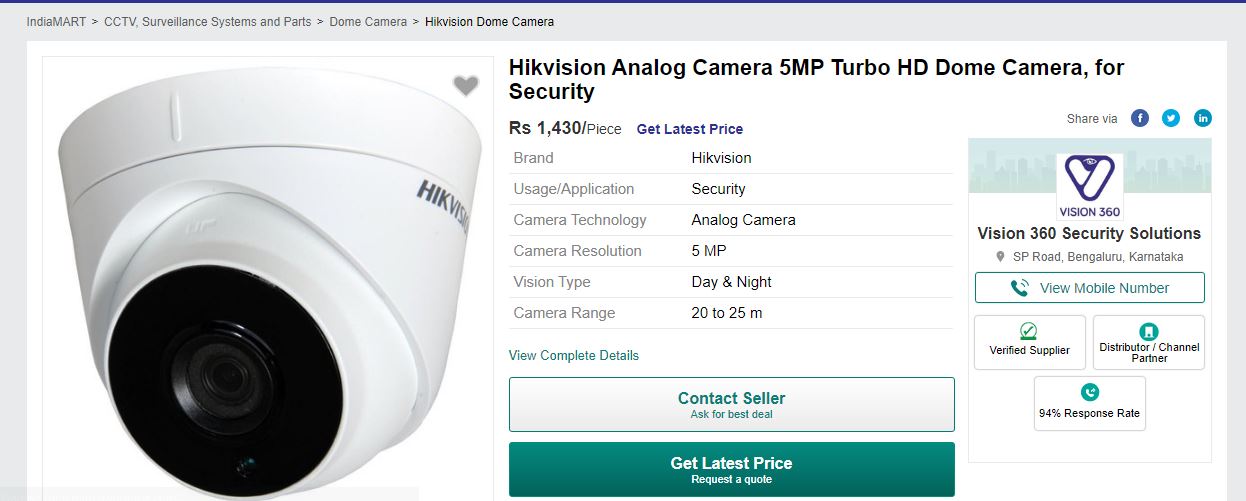 IndiaMART > CCTV, Surveillance Systems and Parts > Dome Camera > Hikvision Dome Camera
HIKVISION
UP
Hikvision Analog Camera 5MP Turbo HD Dome Camera, for
Security
Rs 1,430/Piece Get Latest Price
Brand Hikvision
Usage/Application Security
Camera Technology Analog Camera
Camera Resolution 5 MP
Vision Type Day & Night
Camera Range 20 to 25 m
View Complete Details
Contact Seller
Ask for best deal
Get Latest Price
Request a quote
Share via f in
VISION 360
Vision 360 Security Solutions
SP Road, Bengaluru, Karnataka
View Mobile Number
Verified Supplier
Distributor / Channel
Partner
94% Response Rate